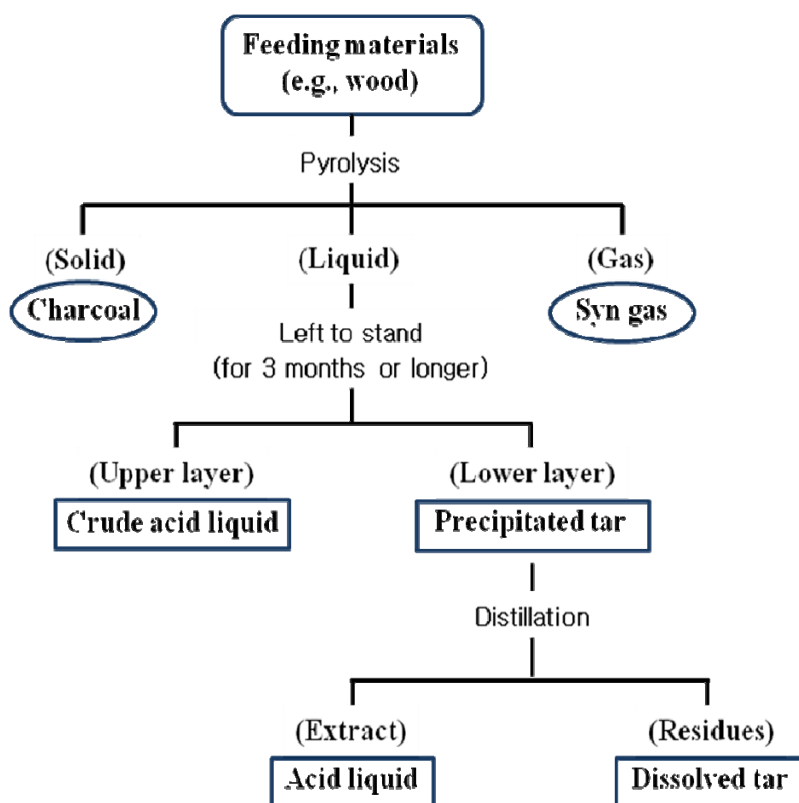 Feeding materials
(e.g., wood)
Pyrolysis
(Solid)
Charcoal
(Liquid)
(Gas)
Syn gas
Left to stand
(for 3 months or longer)
(Upper layer)
Crude acid liquid
(Lower layer)
Precipitated tar
Distillation
(Extract)
Acid liquid
(Residues)
Dissolved tar